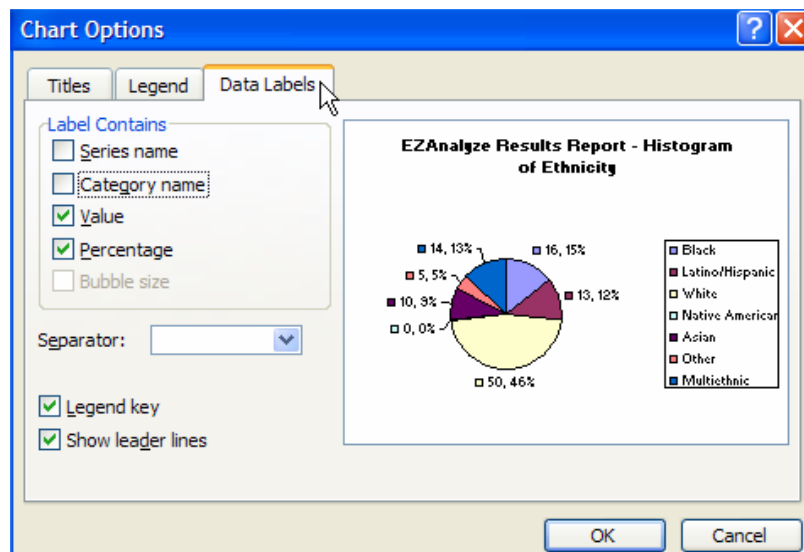 Chart Options
Titles
Legend
Data Labels
Label Contains
Series name
Category name
Value
Percentage
Bubble size
Separator:
Legend key
Show leader lines
EZAnalyze Results Report - Histogram
of Ethnicity
14, 13%
16, 15%
5, 5%
10, 9%
13, 12%
0, 0%
50, 46%
Black
Latino/Hispanic
White
Native American
Asian
Other
Multiethnic
OK
Cancel